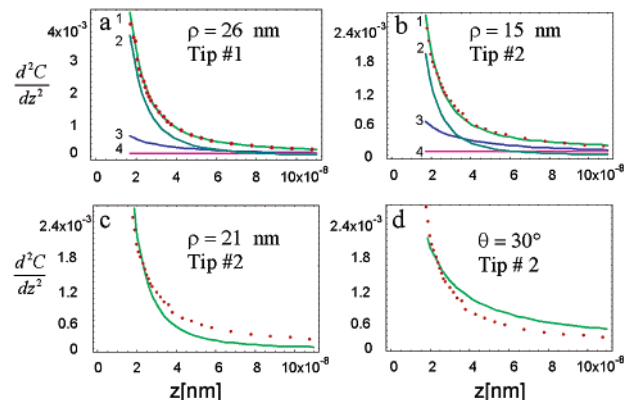 a
ρ = 26 nm
Tip #1
d²C
dz²
4x10⁻³
3
2
1
0
1
2
3
4
0 2 4 6 8 10x10⁻⁸
b
ρ = 15 nm
Tip #2
2.4x10⁻³
1.8
1.2
0.6
0
1
2
3
4
0 2 4 6 8 10x10⁻⁸
c
ρ = 21 nm
Tip #2
d²C
dz²
2.4x10⁻³
1.8
1.2
0.6
0
0 2 4 6 8 10x10⁻⁸
z[nm]
d
θ = 30°
Tip # 2
2.4x10⁻³
1.8
1.2
0.6
0
0 2 4 6 8 10x10⁻⁸
z[nm]